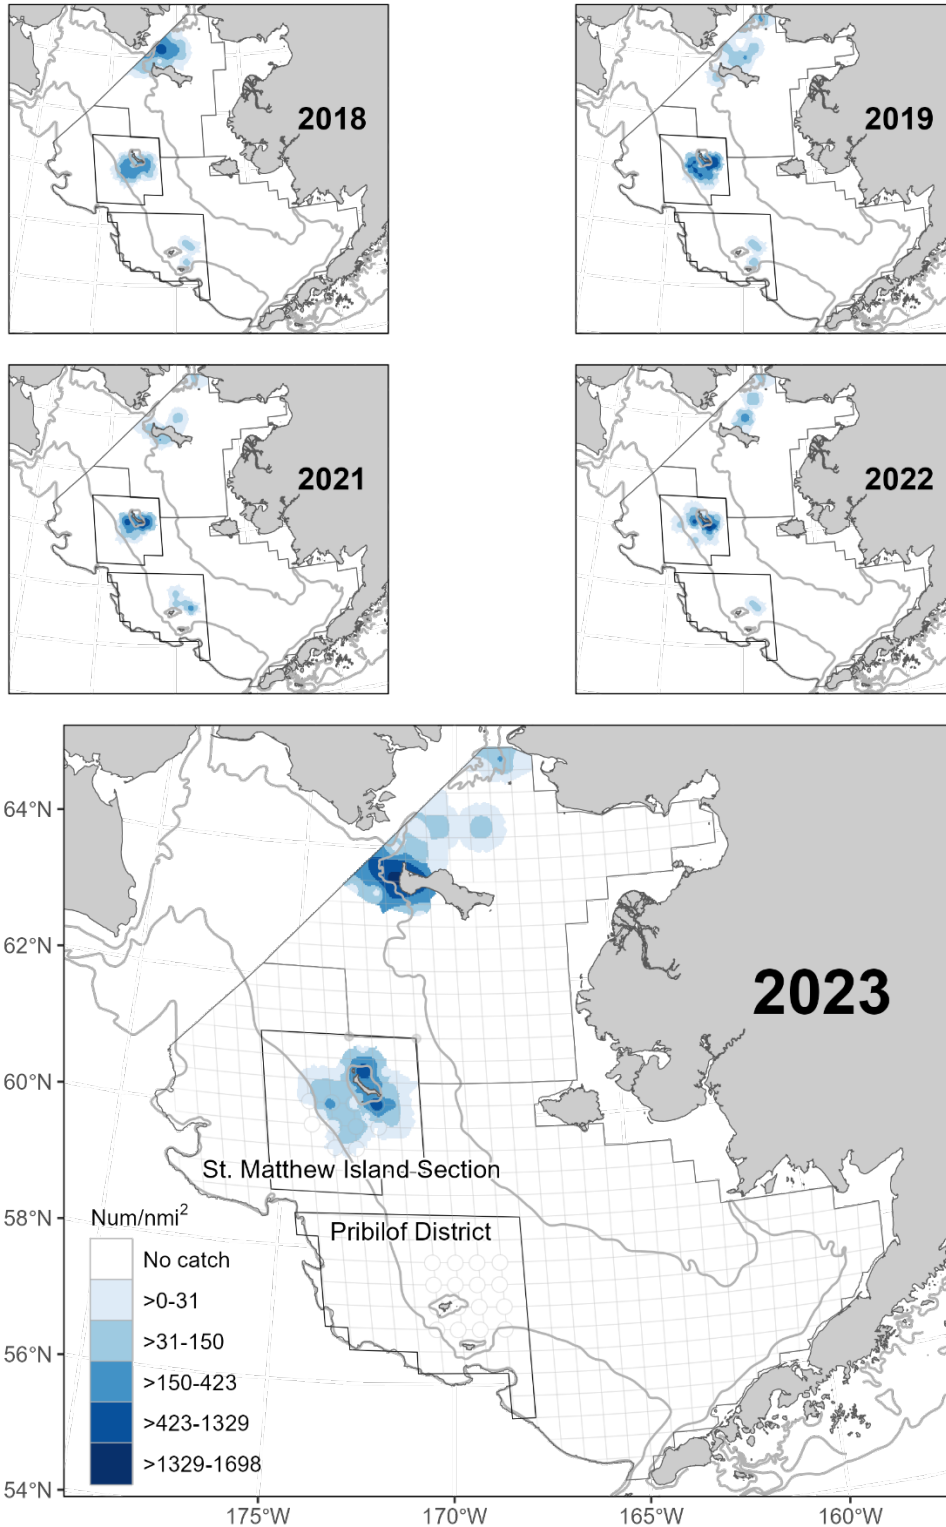 2018
2019
2021
2022
2023
64°N
62°N
60°N
58°N
56°N
54°N
St. Matthew Island Section
Pribilof District
Num/nmi²
No catch
>0-31
>31-150
>150-423
>423-1329
>1329-1698
175°W
170°W
165°W
160°W